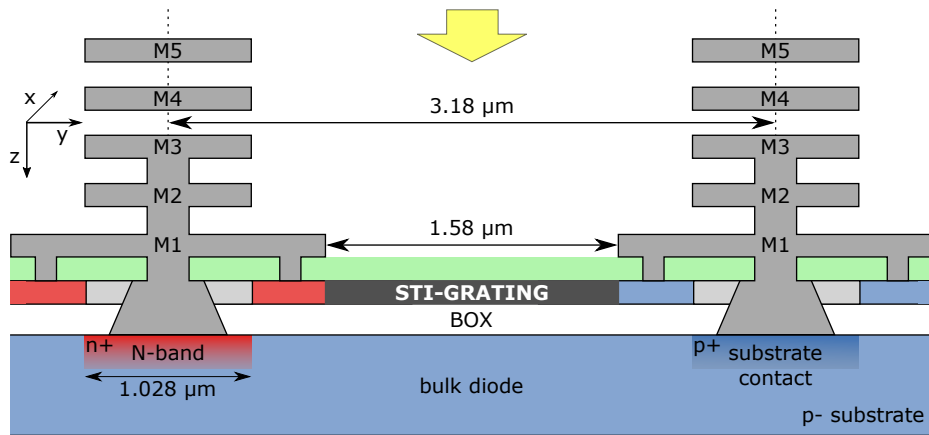 M5
M5
x
M4
M4
3.18 μm
y
z
M3
M3
M2
M2
1.58 μm
M1
M1
STI-GRATING
BOX
n+
N-band
p+
substrate
contact
1.028 μm
bulk diode
p- substrate